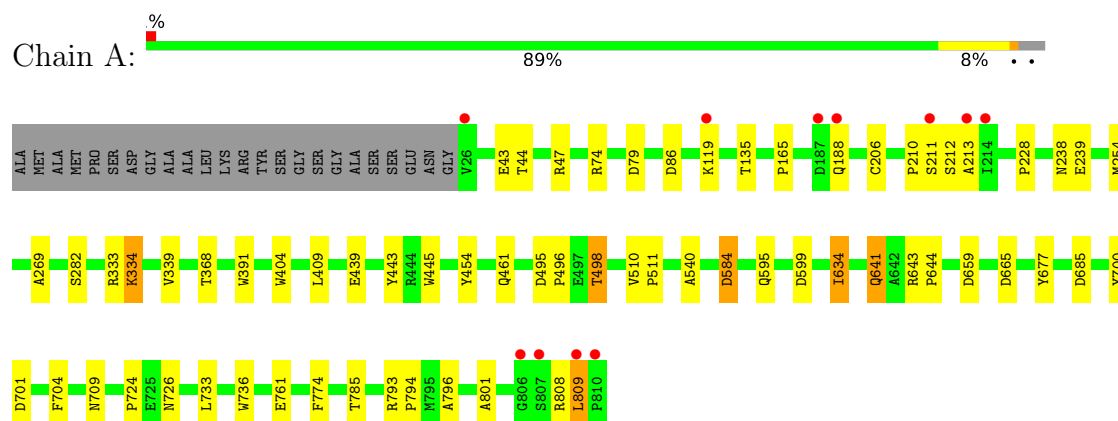 .%
Chain A:
89% 8% • •
ALA MET ALA MET PRO SER ASP GLY ALA ALA LEU LYS ARG TYR SER GLY SER GLY ALA SER SER GLU ASN GLY V26 E43 T44 R47 R74 D79 D86 K119 T135 P165 D187 Q188 C206 P210 S211 S212 A213 I214 P228 N238 E239 M254
A269 S282 R333 K334 V339 T368 W391 W404 L409 E439 Y443 R444 W445 Y454 Q461 D495 P496 E497 T498 V510 P511 A540 D584 Q595 D599 I634 Q641 A642 R643 P644 D659 D665 Y677 D685 Y700
D701 F704 N709 P724 E725 N726 L733 W736 E761 F774 T785 R793 P794 M795 A796 A801 G806 S807 R808 L809 P810